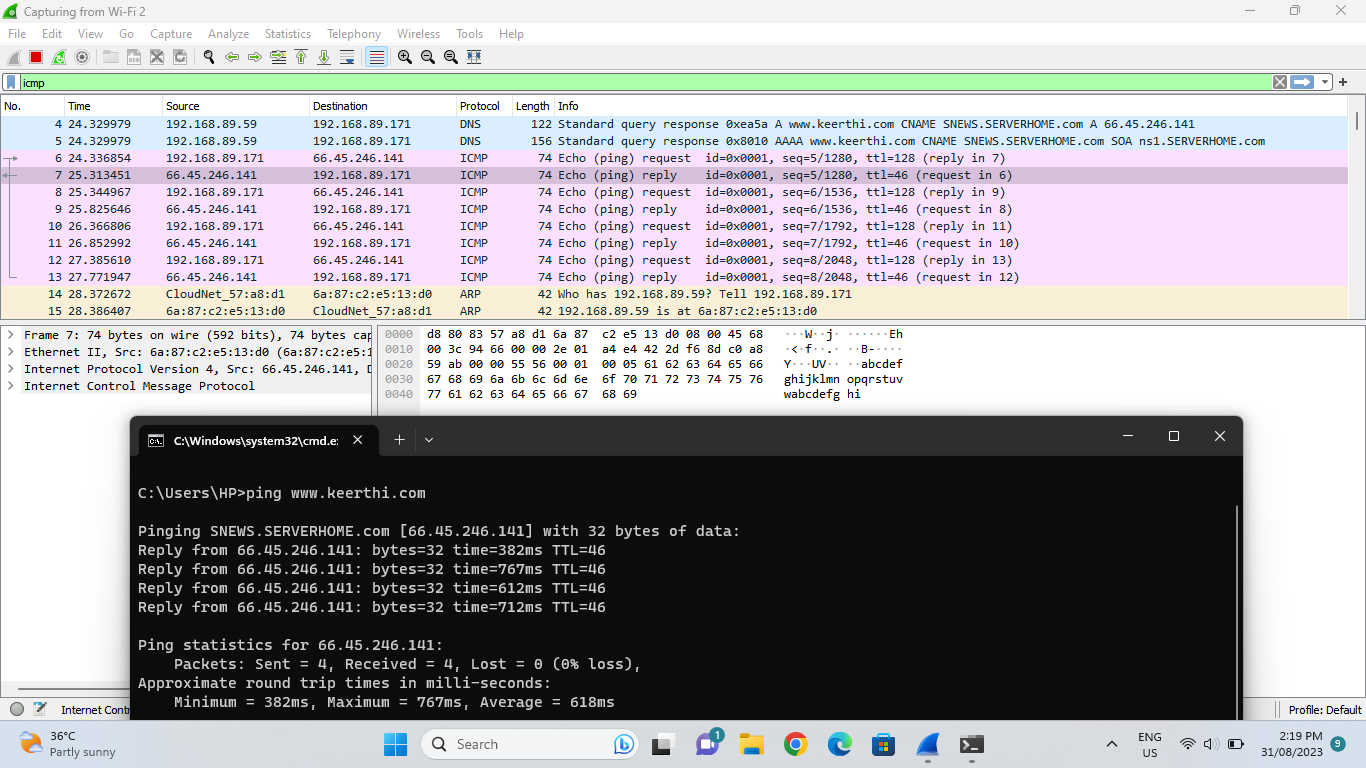 Capturing from Wi-Fi 2
File Edit View Go Capture Analyze Statistics Telephony Wireless Tools Help
icmp
No. Time Source Destination Protocol Length Info
4 24.329979 192.168.89.59 192.168.89.171 DNS 122 Standard query response 0xea5a A www.keerthi.com CNAME SNEWS.SERVERHOME.com A 66.45.246.141
5 24.329979 192.168.89.59 192.168.89.171 DNS 156 Standard query response 0x8010 AAAA www.keerthi.com CNAME SNEWS.SERVERHOME.com SOA ns1.SERVERHOME.com
6 24.336854 192.168.89.171 66.45.246.141 ICMP 74 Echo (ping) request id=0x0001, seq=5/1280, ttl=128 (reply in 7)
7 25.313451 66.45.246.141 192.168.89.171 ICMP 74 Echo (ping) reply id=0x0001, seq=5/1280, ttl=46 (request in 6)
8 25.344967 192.168.89.171 66.45.246.141 ICMP 74 Echo (ping) request id=0x0001, seq=6/1536, ttl=128 (reply in 9)
9 25.825646 66.45.246.141 192.168.89.171 ICMP 74 Echo (ping) reply id=0x0001, seq=6/1536, ttl=46 (request in 8)
10 26.366806 192.168.89.171 66.45.246.141 ICMP 74 Echo (ping) request id=0x0001, seq=7/1792, ttl=128 (reply in 11)
11 26.852992 66.45.246.141 192.168.89.171 ICMP 74 Echo (ping) reply id=0x0001, seq=7/1792, ttl=46 (request in 10)
12 27.385610 192.168.89.171 66.45.246.141 ICMP 74 Echo (ping) request id=0x0001, seq=8/2048, ttl=128 (reply in 13)
13 27.771947 66.45.246.141 192.168.89.171 ICMP 74 Echo (ping) reply id=0x0001, seq=8/2048, ttl=46 (request in 12)
14 28.372672 CloudNet_57:a8:d1 6a:87:c2:e5:13:d0 ARP 42 Who has 192.168.89.59? Tell 192.168.89.171
15 28.386407 6a:87:c2:e5:13:d0 CloudNet_57:a8:d1 ARP 42 192.168.89.59 is at 6a:87:c2:e5:13:d0
Frame 7: 74 bytes on wire (592 bits), 74 bytes cap
Ethernet II, Src: 6a:87:c2:e5:13:d0 (6a:87:c2:e5:1
Internet Protocol Version 4, Src: 66.45.246.141, D
Internet Control Message Protocol
0000 d8 80 83 57 a8 d1 6a 87 c2 e5 13 d0 08 00 45 68 ···W··j· ······Eh
0010 00 3c 94 66 00 00 2e 01 a4 e4 42 2d f6 8d c0 a8 ·<·f··.· ··B-····
0020 59 ab 00 00 55 56 00 01 00 05 61 62 63 64 65 66 Y···UV·· ··abcdef
0030 67 68 69 6a 6b 6c 6d 6e 6f 70 71 72 73 74 75 76 ghijklmn opqrstuv
0040 77 61 62 63 64 65 66 67 68 69 wabcdefg hi
C:\Windows\system32\cmd.e:
C:\Users\HP>ping www.keerthi.com
Pinging SNEWS.SERVERHOME.com [66.45.246.141] with 32 bytes of data:
Reply from 66.45.246.141: bytes=32 time=382ms TTL=46
Reply from 66.45.246.141: bytes=32 time=767ms TTL=46
Reply from 66.45.246.141: bytes=32 time=612ms TTL=46
Reply from 66.45.246.141: bytes=32 time=712ms TTL=46
Ping statistics for 66.45.246.141:
Packets: Sent = 4, Received = 4, Lost = 0 (0% loss),
Approximate round trip times in milli-seconds:
Minimum = 382ms, Maximum = 767ms, Average = 618ms
Internet Contr
Profile: Default
36°C
Partly sunny
Search
1
ENG
US
2:19 PM
31/08/2023
9